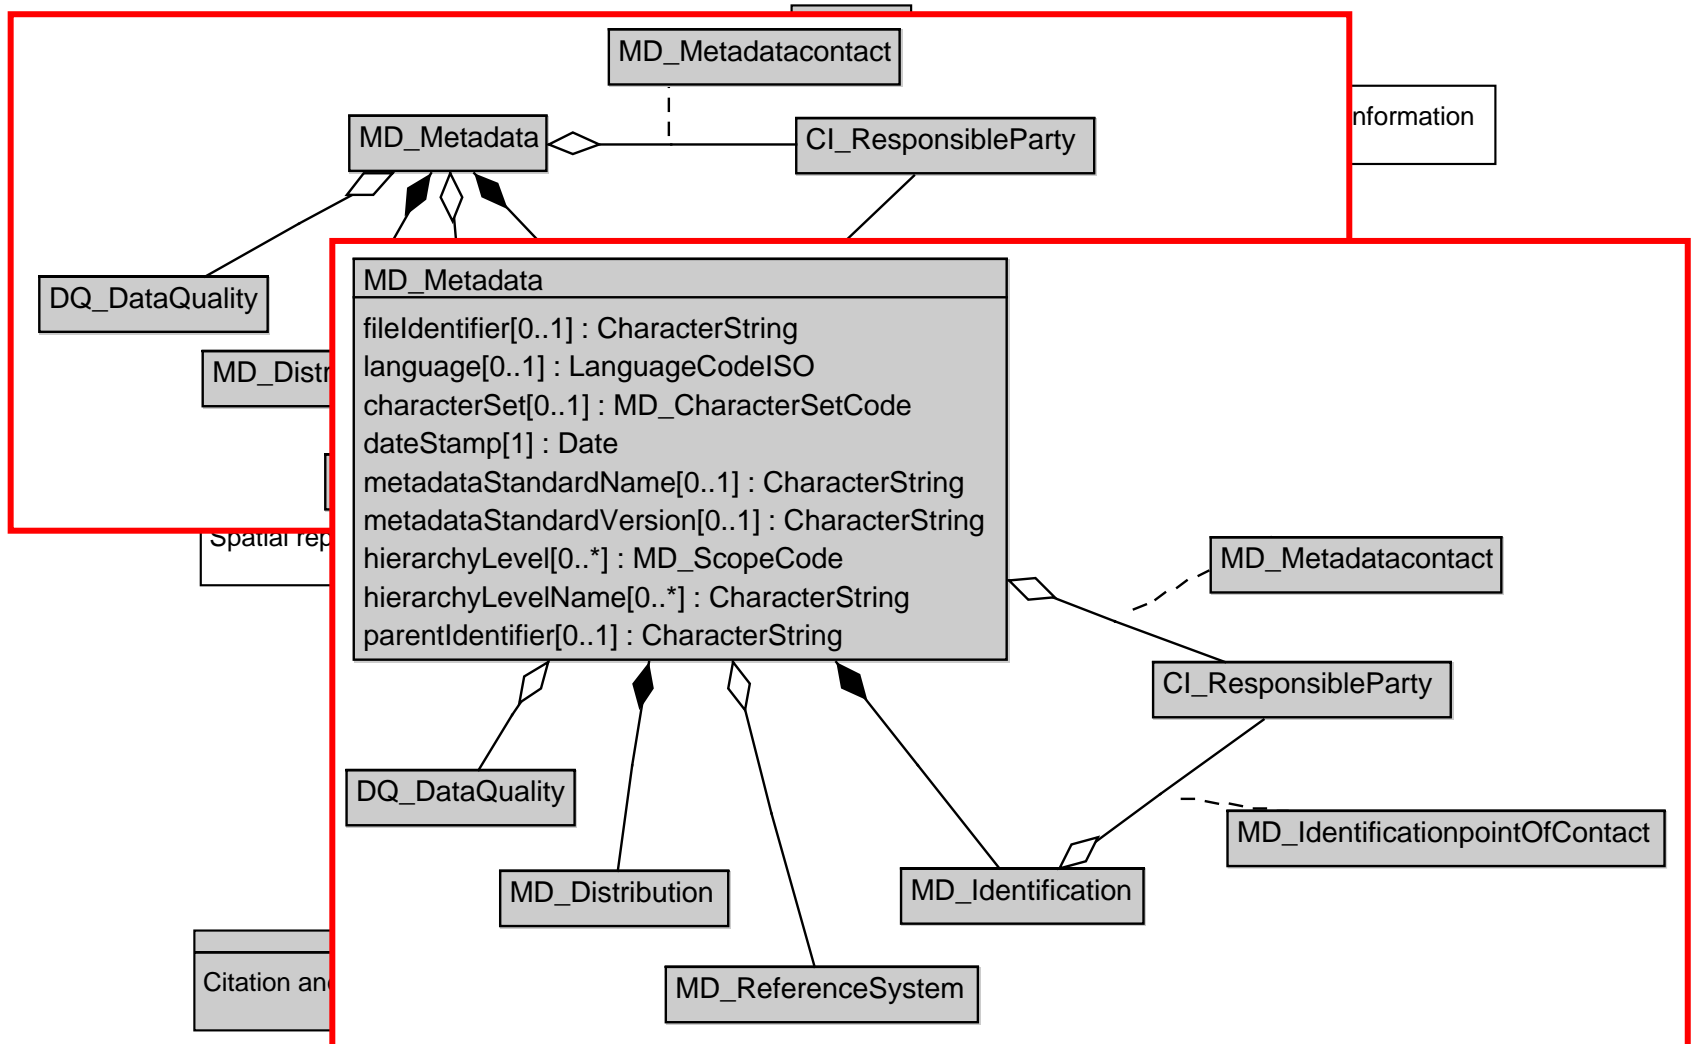 MD_Metadatacontact
nformation
MD_Metadata
CI_ResponsibleParty
DQ_DataQuality
MD_Distr
Spatial rep
Citation and
MD_Metadata
fileIdentifier[0..1] : CharacterString
language[0..1] : LanguageCodeISO
characterSet[0..1] : MD_CharacterSetCode
dateStamp[1] : Date
metadataStandardName[0..1] : CharacterString
metadataStandardVersion[0..1] : CharacterString
hierarchyLevel[0..*] : MD_ScopeCode
hierarchyLevelName[0..*] : CharacterString
parentIdentifier[0..1] : CharacterString
MD_Metadatacontact
CI_ResponsibleParty
DQ_DataQuality
MD_IdentificationpointOfContact
MD_Distribution
MD_Identification
MD_ReferenceSystem